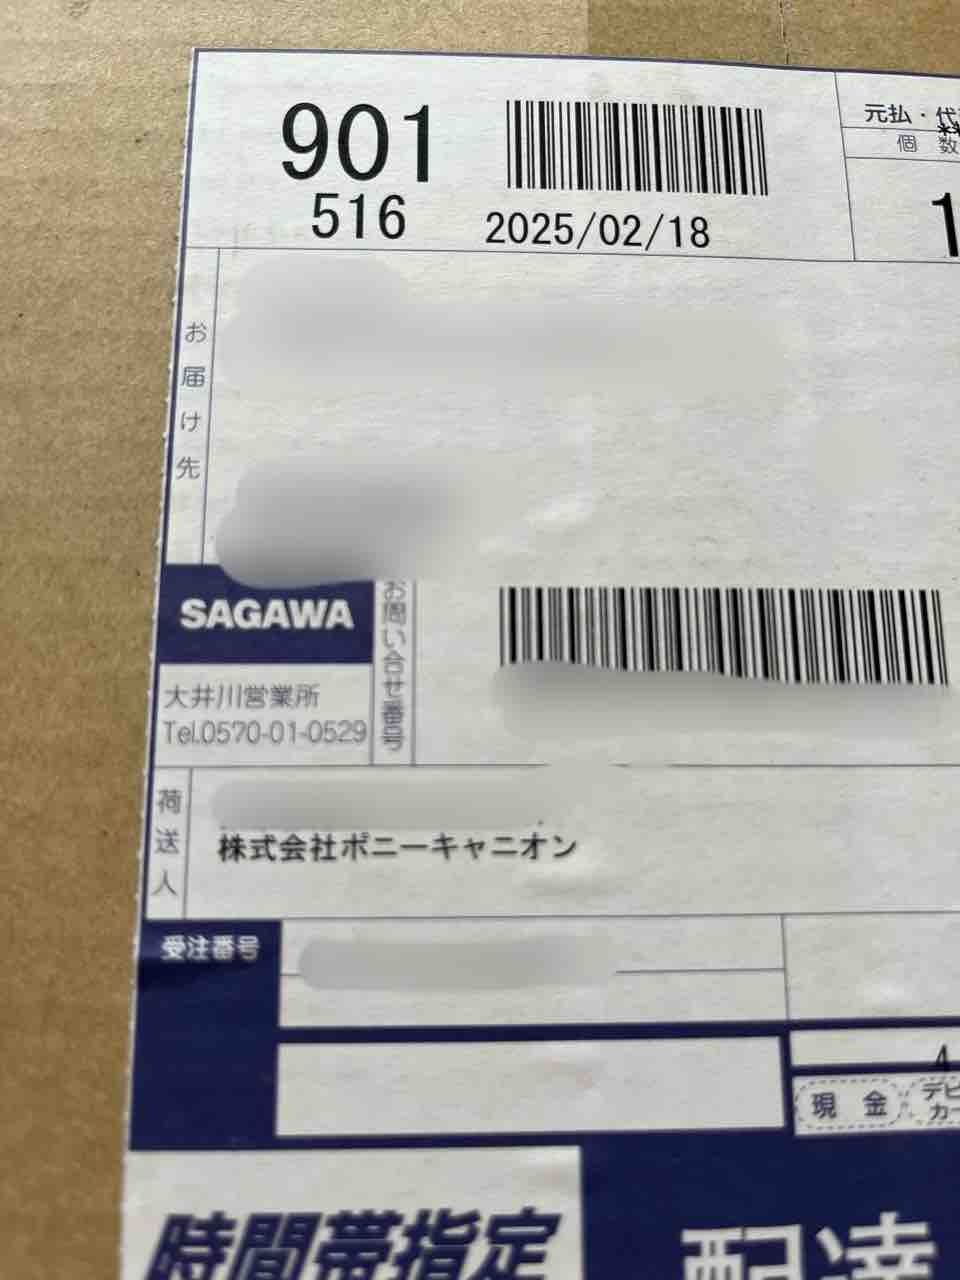 901
516
2025/02/18
元払・代
個 数
1
お届け先
SAGAWA
大井川営業所
Tel.0570-01-0529
お問い合せ番号
荷送人
株式会社ポニーキャニオン
受注番号
4
現 金
デビ
カー
時間帯指定
配達